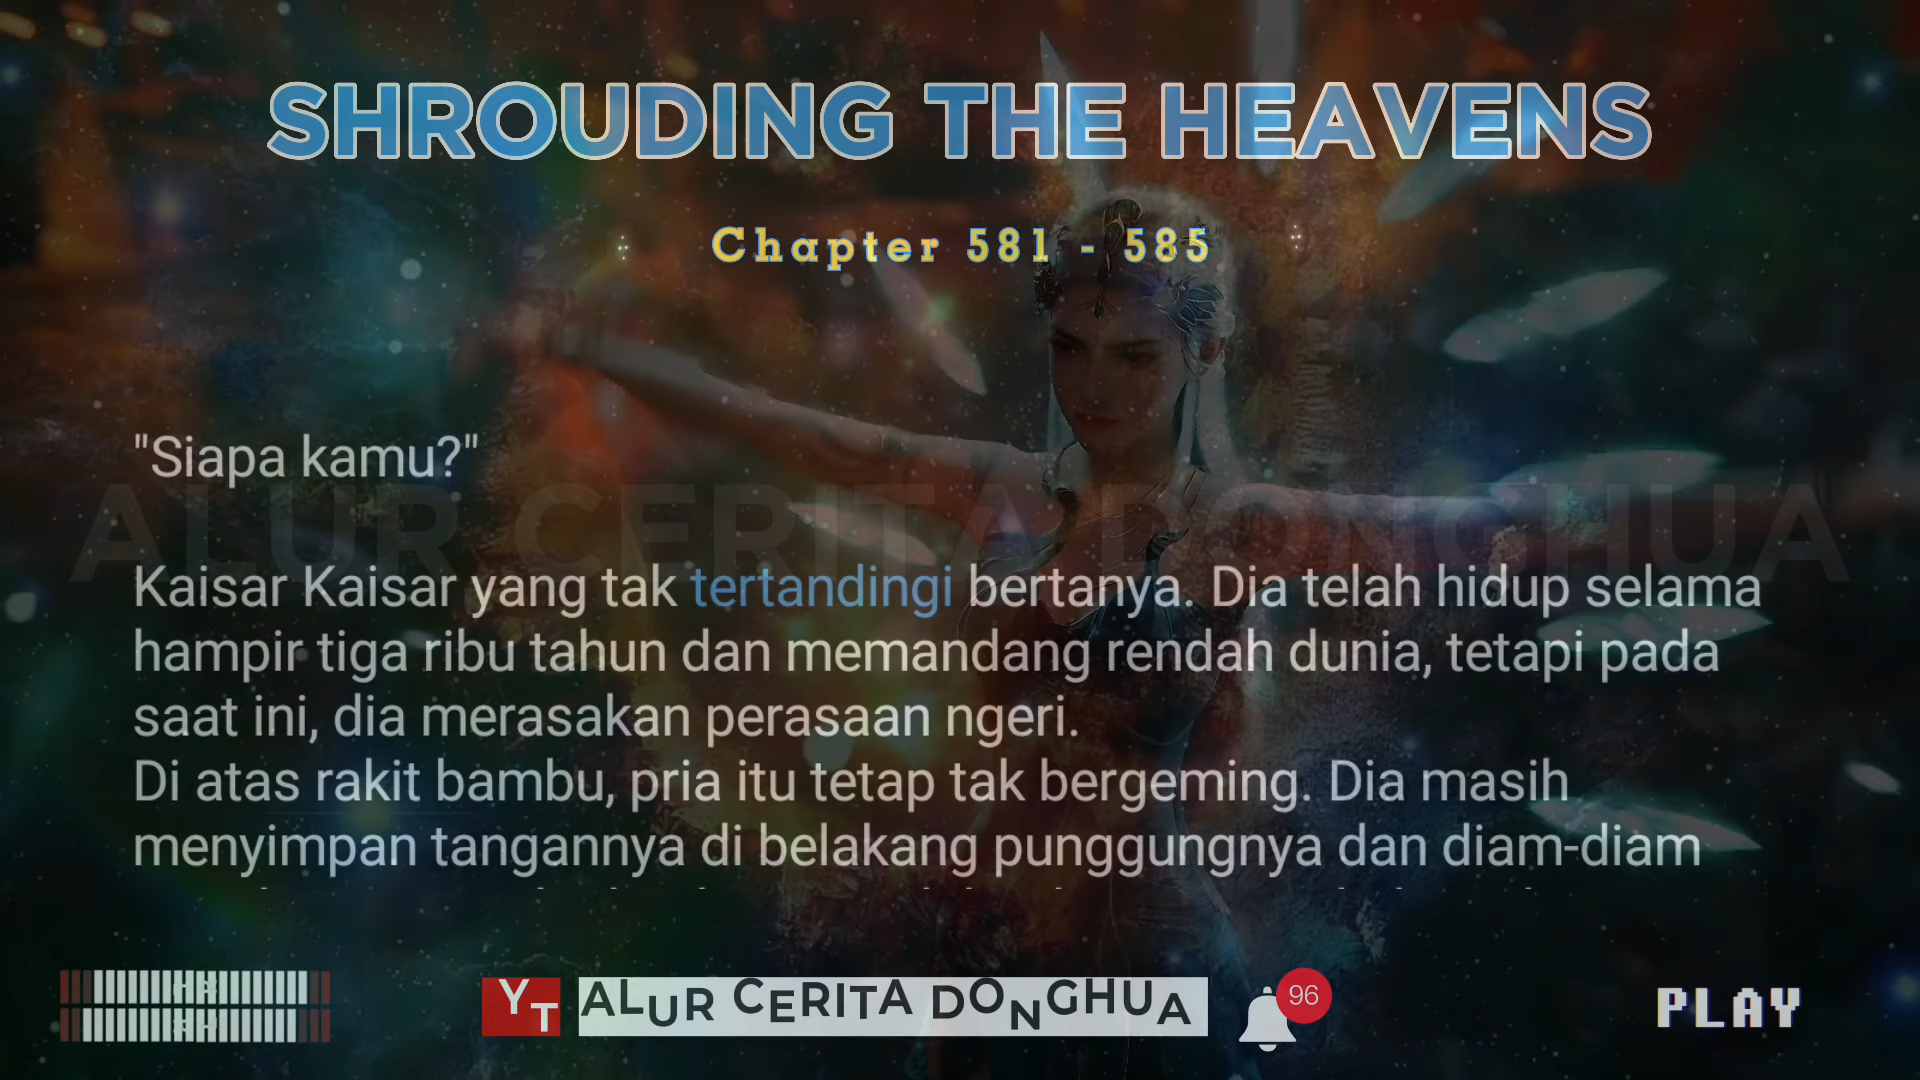 SHROUDING THE HEAVENS
Chapter 581 - 585
"Siapa kamu?"
ALUR CERITA DONGHUA
Kaisar Kaisar yang tak tertandingi bertanya. Dia telah hidup selama
hampir tiga ribu tahun dan memandang rendah dunia, tetapi pada
saat ini, dia merasakan perasaan ngeri.
Di atas rakit bambu, pria itu tetap tak bergeming. Dia masih
menyimpan tangannya di belakang punggungnya dan diam-diam
YT ALUR CERITA DONGHUA 96
PLAY